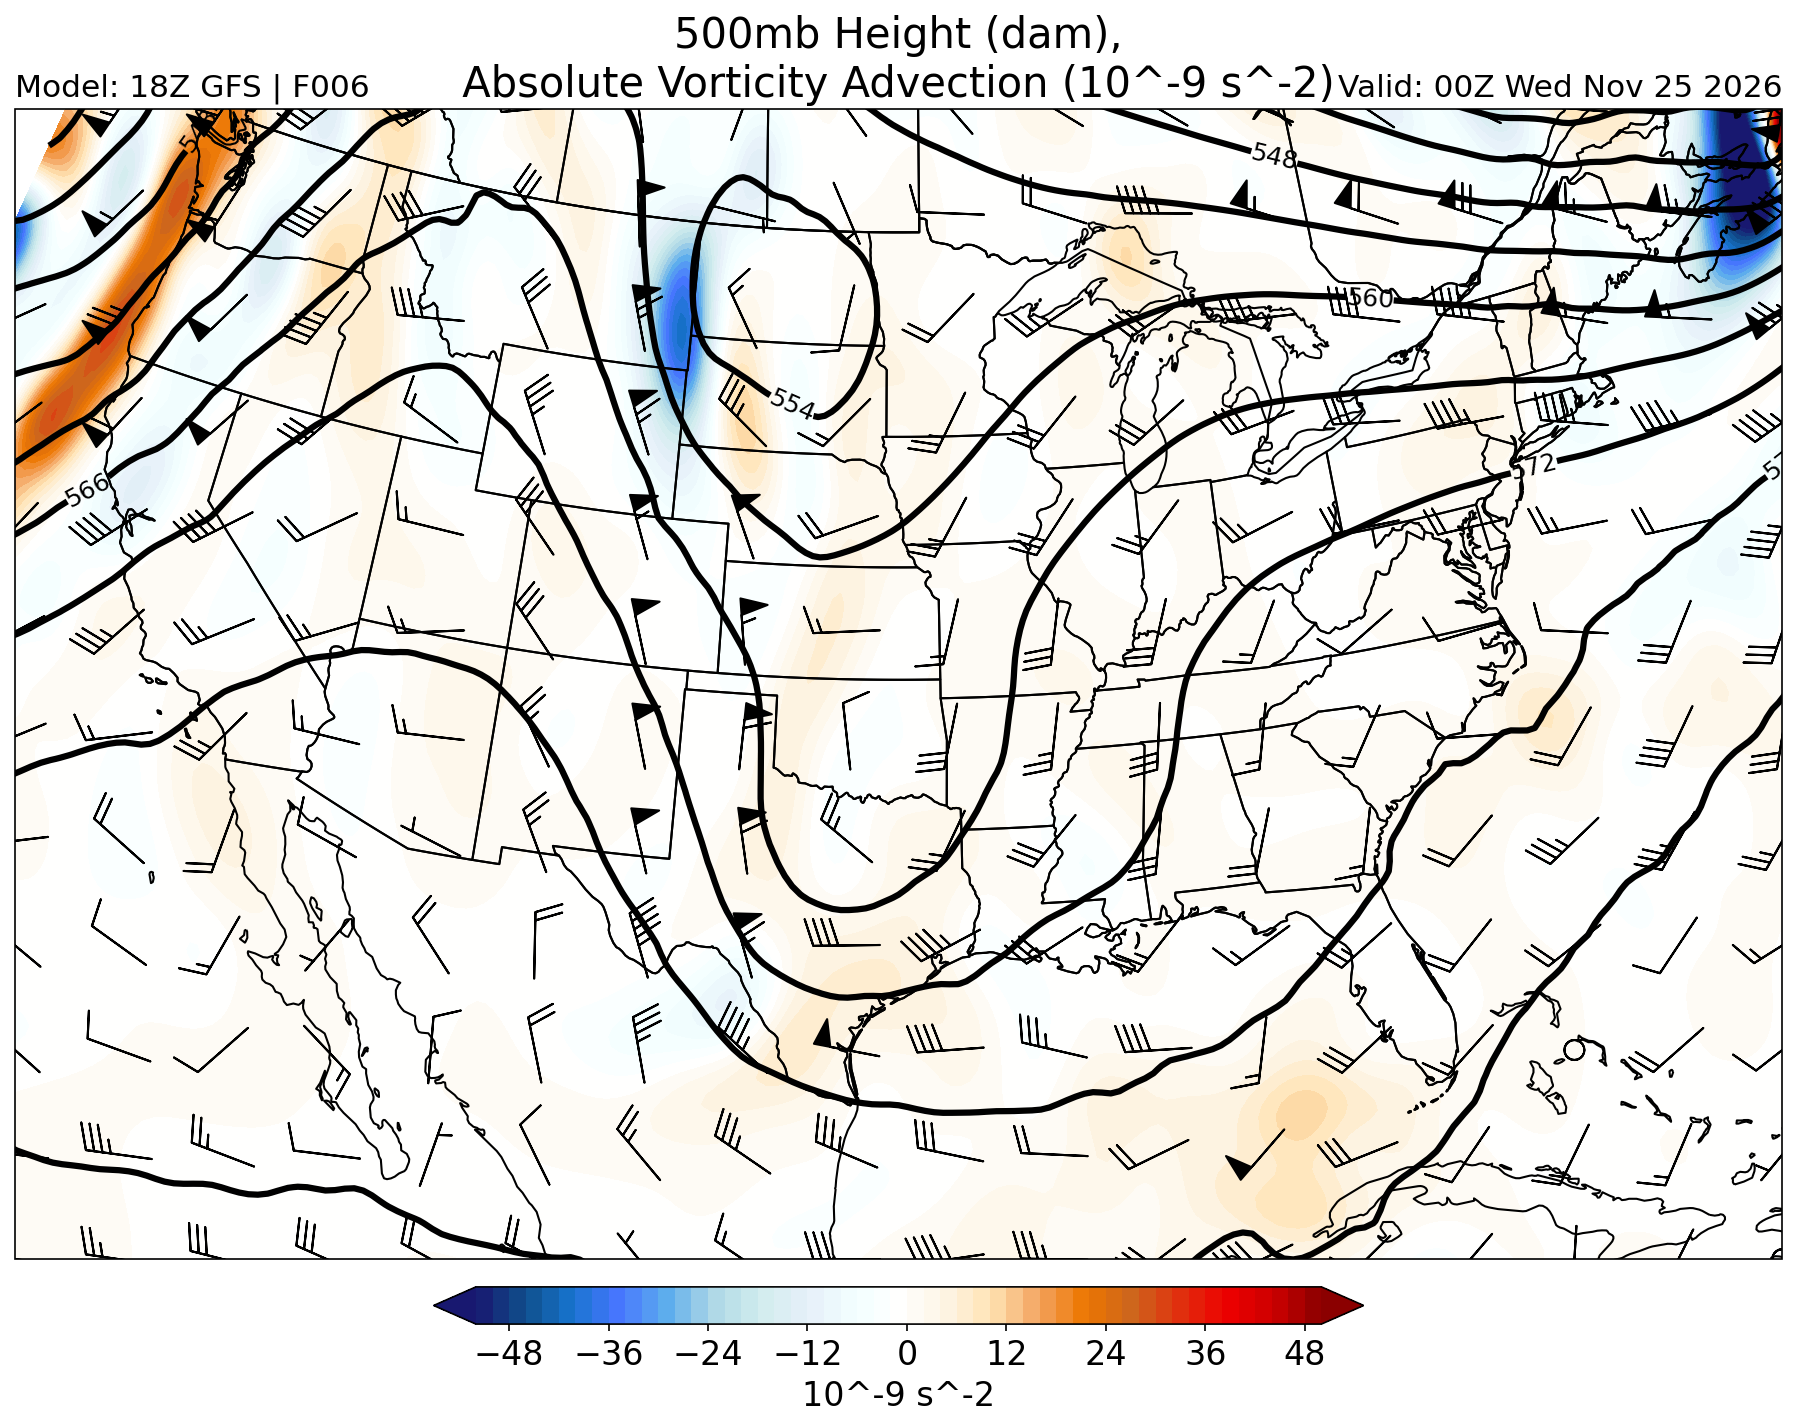 500mb Height (dam),
Model: 18Z GFS | F006
Absolute Vorticity Advection (10^-9 s^-2)
Valid: 00Z Wed Nov 25 2026
548
560
554
566
572
−48 −36 −24 −12 0 12 24 36 48
10^-9 s^-2